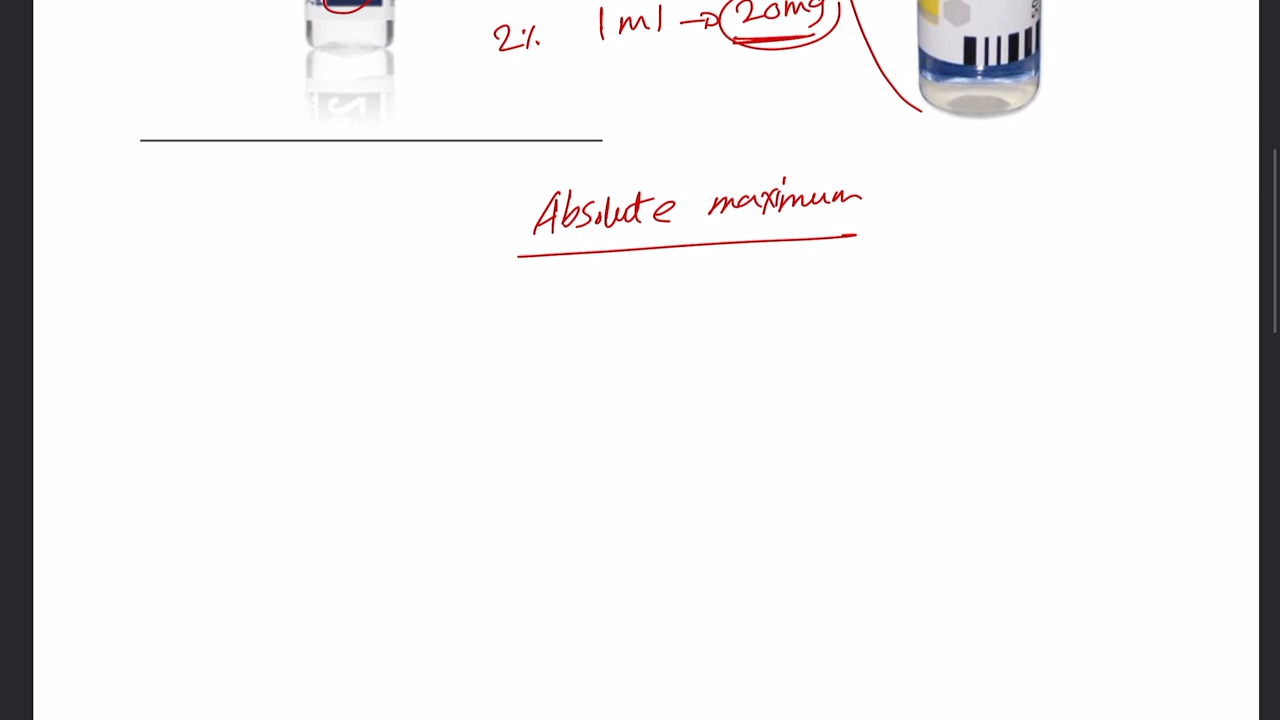 2% 1ml → 20mg
Absolute maximum